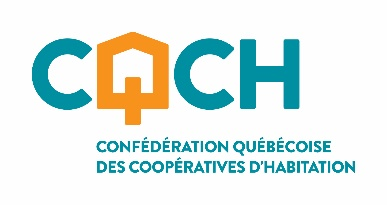 CQCH
CONFÉDÉRATION QUÉBÉCOISE
DES COOPÉRATIVES D'HABITATION